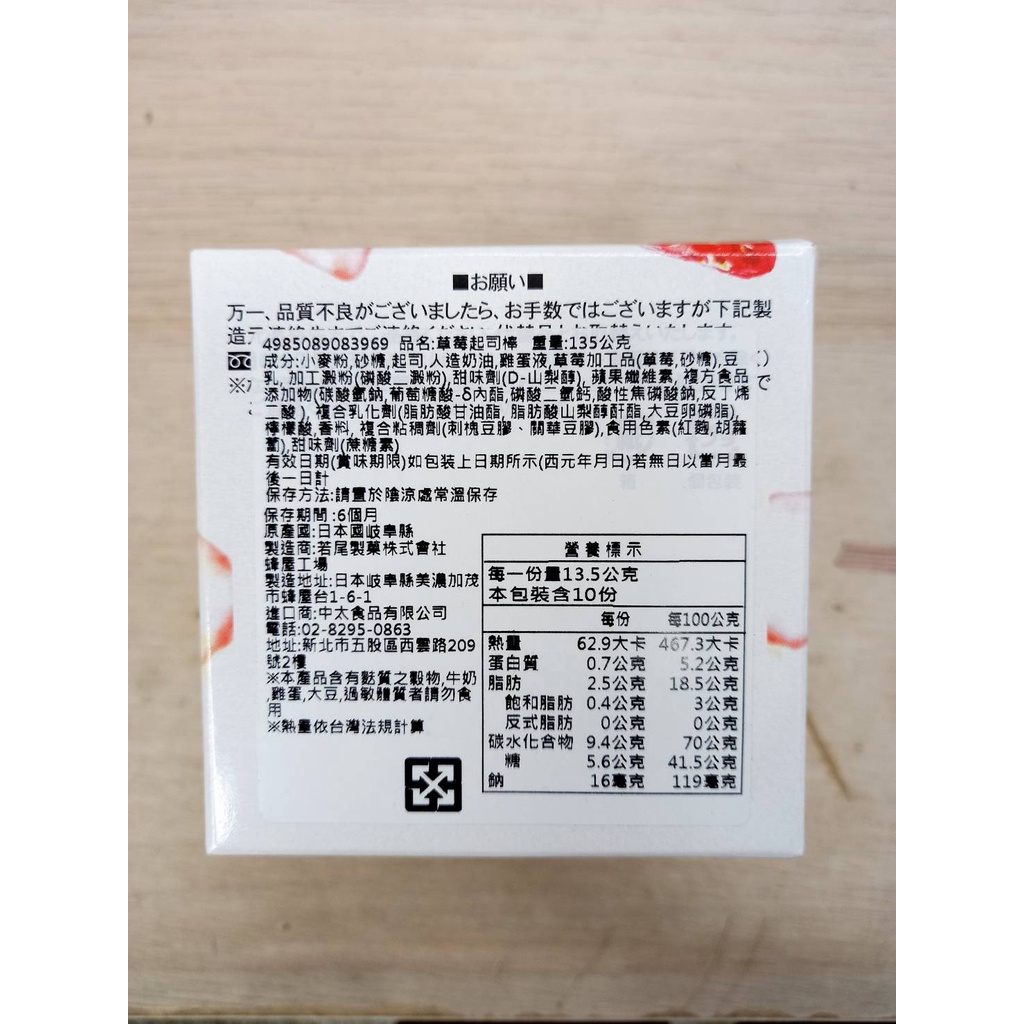 ■お願い■
万一、品質不良がございましたら、お手数ではございますが下記製
4985089083969 品名:草莓起司棒 重量:135公克
成分:小麥粉,砂糖,起司,人造奶油,雞蛋液,草莓加工品(草莓,砂糖),豆
乳,加工澱粉(磷酸二澱粉),甜味劑(D-山梨醇),蘋果纖維素,複方食品
添加物(碳酸氫鈉,葡萄糖酸-δ內酯,磷酸二氫鈣,酸性焦磷酸鈉,反丁烯
二酸),複合乳化劑(脂肪酸甘油酯,脂肪酸山梨醇酐酯,大豆卵磷脂),
檸檬酸,香料,複合粘稠劑(刺槐豆膠、關華豆膠),食用色素(紅麴,胡蘿
蔔),甜味劑(蔗糖素)
有效日期(賞味期限)如包裝上日期所示(西元年月日)若無日以當月最
後一日計
保存方法:請置於陰涼處常溫保存
保存期間:6個月
原產國:日本國岐阜縣
製造商:若尾製菓株式會社
蜂屋工場
製造地址:日本岐阜縣美濃加茂
市蜂屋台1-6-1
進口商:中太食品有限公司
電話:02-8295-0863
地址:新北市五股區西雲路209
號2樓
※本產品含有麩質之穀物,牛奶
,雞蛋,大豆,過敏體質者請勿食
用
※熱量依台灣法規計算
營養標示
每一份量13.5公克
本包裝含10份
每份 每100公克
熱量 62.9大卡 467.3大卡
蛋白質 0.7公克 5.2公克
脂肪 2.5公克 18.5公克
飽和脂肪 0.4公克 3公克
反式脂肪 0公克 0公克
碳水化合物 9.4公克 70公克
糖 5.6公克 41.5公克
鈉 16毫克 119毫克